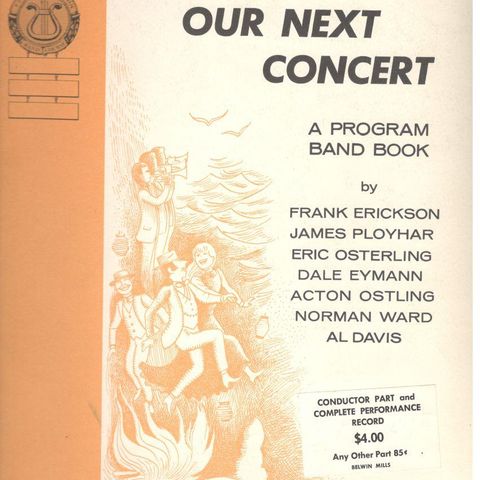 OUR NEXT
CONCERT
A PROGRAM
BAND BOOK
by
FRANK ERICKSON
JAMES PLOYHAR
ERIC OSTERLING
DALE EYMANN
ACTON OSTLING
NORMAN WARD
AL DAVIS
CONDUCTOR PART and
COMPLETE PERFORMANCE
RECORD
$4.00
Any Other Part 85¢
BELWIN MILLS